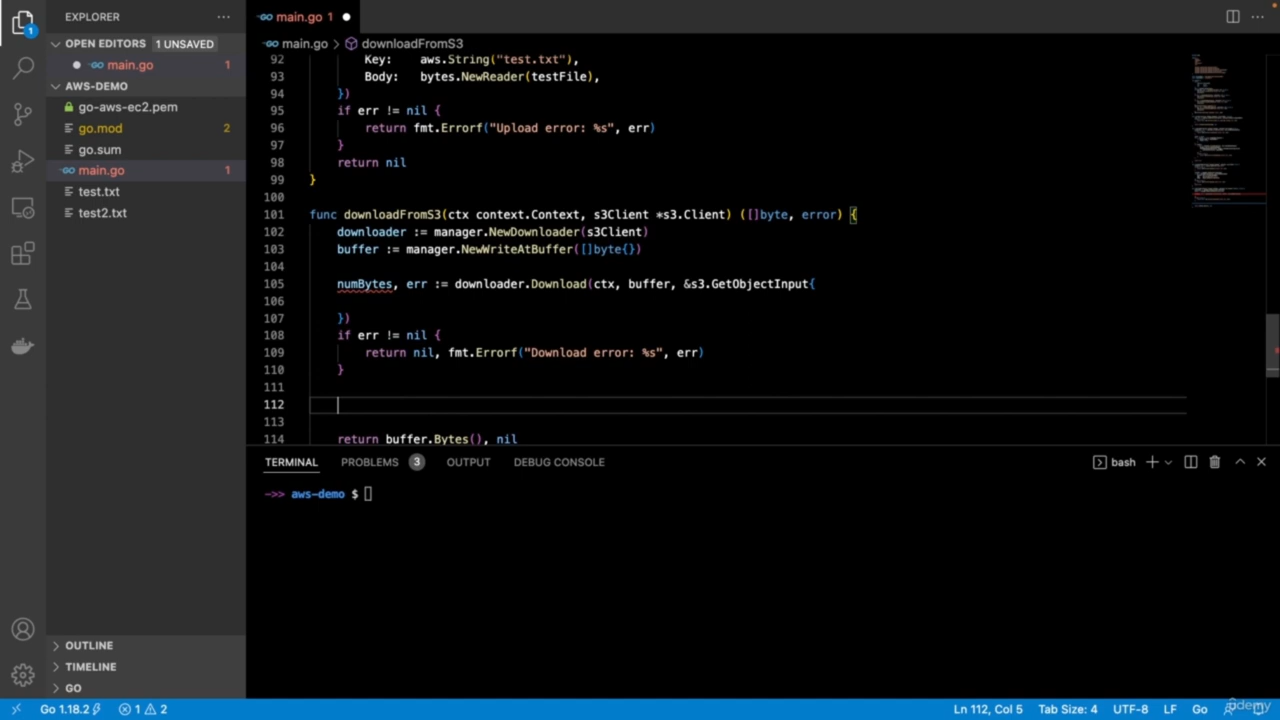 EXPLORER
OPEN EDITORS 1 UNSAVED
main.go 1
AWS-DEMO
go-aws-ec2.pem
go.mod 2
go.sum
main.go 1
test.txt
test2.txt
OUTLINE
TIMELINE
GO
main.go 1
main.go > downloadFromS3
92 Key: aws.String("test.txt"),
93 Body: bytes.NewReader(testFile),
94 })
95 if err != nil {
96 return fmt.Errorf("Upload error: %s", err)
97 }
98 return nil
99 }
100
101 func downloadFromS3(ctx context.Context, s3Client *s3.Client) ([]byte, error) {
102 downloader := manager.NewDownloader(s3Client)
103 buffer := manager.NewWriteAtBuffer([]byte{})
104
105 numBytes, err := downloader.Download(ctx, buffer, &s3.GetObjectInput{
106
107 })
108 if err != nil {
109 return nil, fmt.Errorf("Download error: %s", err)
110 }
111
112
113
114 return buffer.Bytes(), nil
TERMINAL PROBLEMS 3 OUTPUT DEBUG CONSOLE bash
->> aws-demo $
1
Go 1.18.2 1 2 Ln 112, Col 5 Tab Size: 4 UTF-8 LF Go
udemy